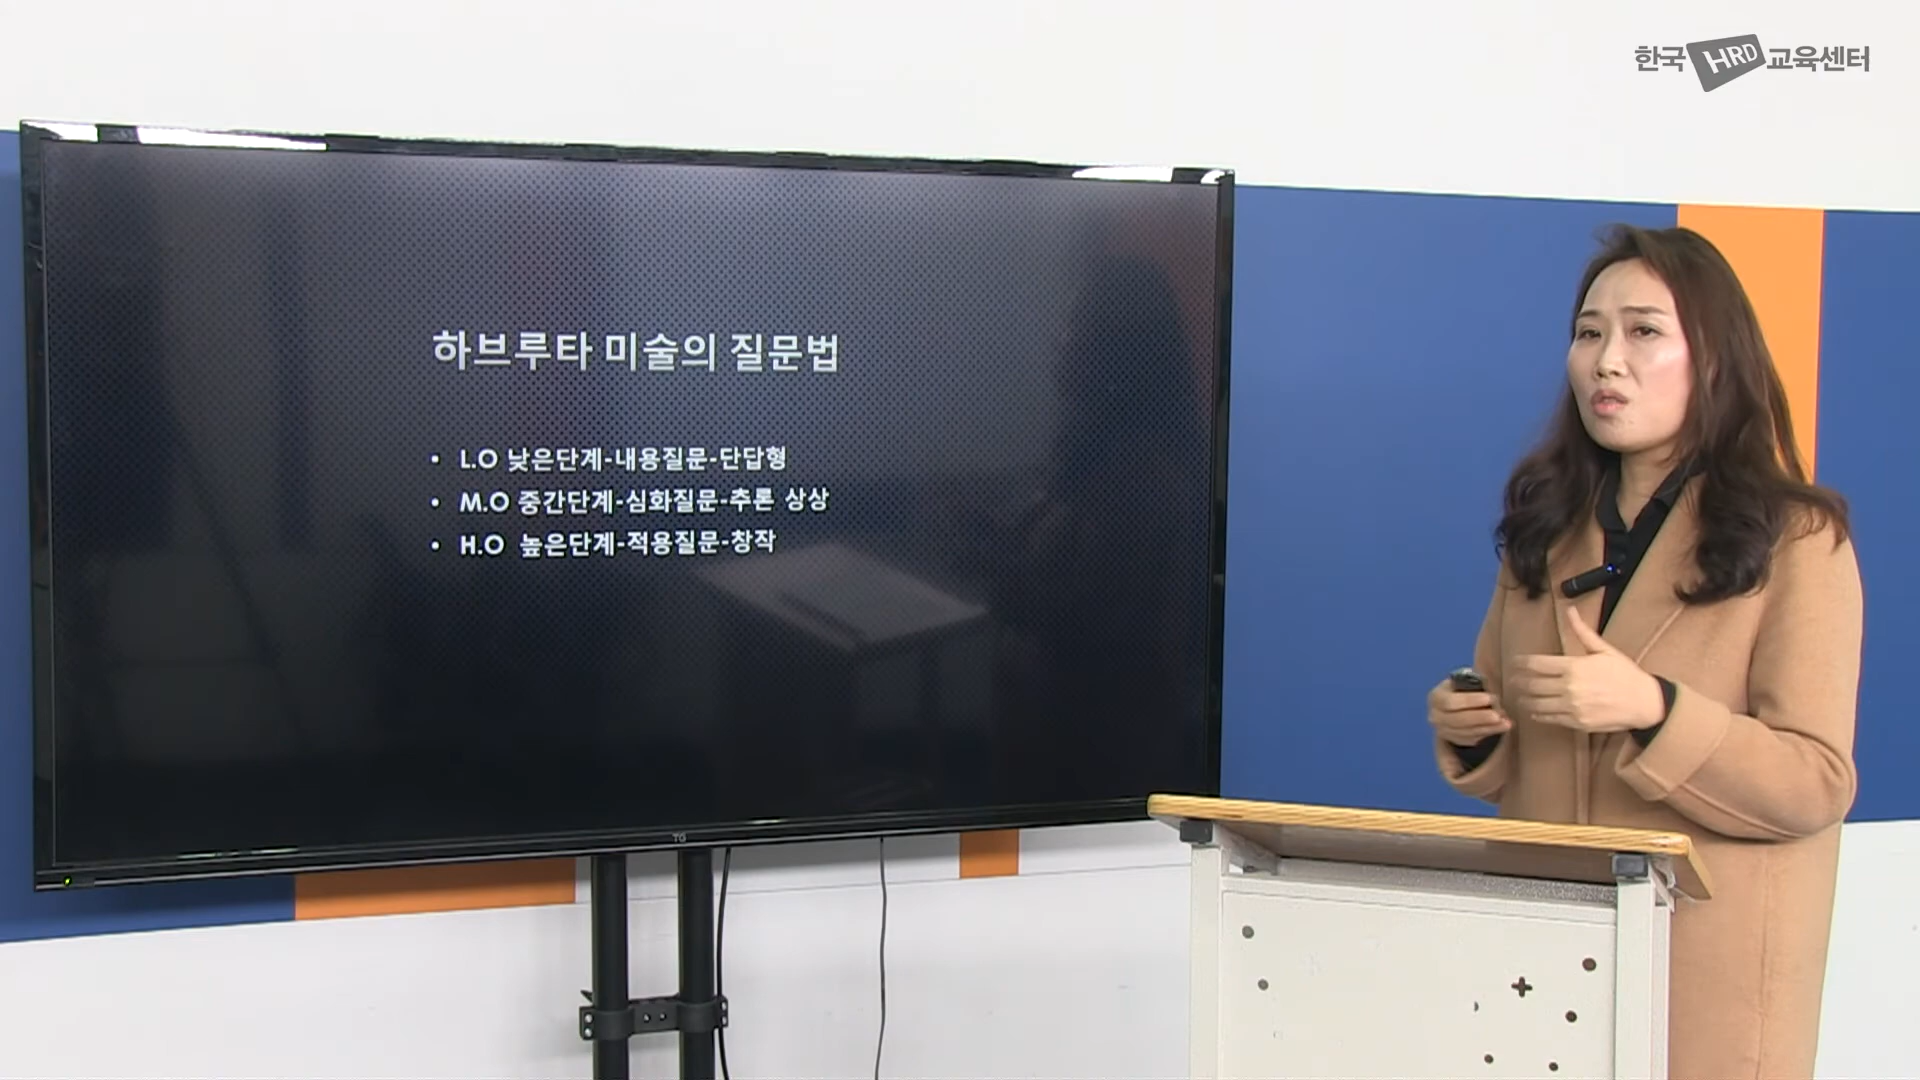 한국 HRD 교육센터
하브루타 미술의 질문법
• L.O 낮은단계-내용질문-단답형
• M.O 중간단계-심화질문-추론 상상
• H.O 높은단계-적용질문-창작
TG